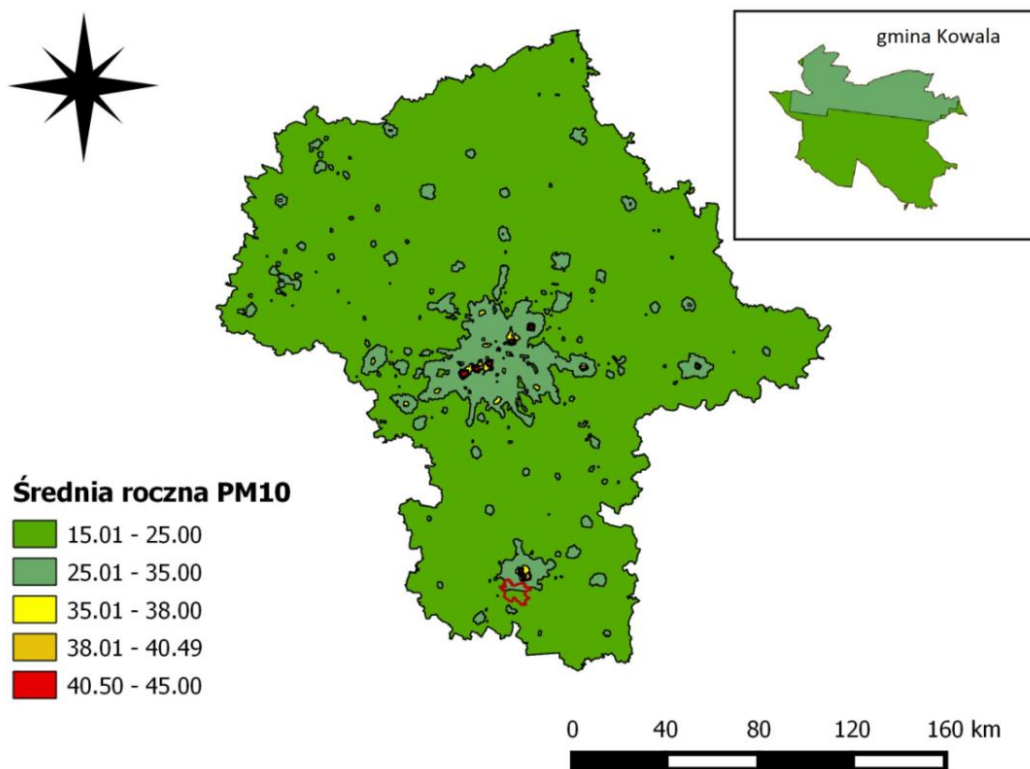 gmina Kowala
Średnia roczna PM10
15.01 - 25.00
25.01 - 35.00
35.01 - 38.00
38.01 - 40.49
40.50 - 45.00
0 40 80 120 160 km